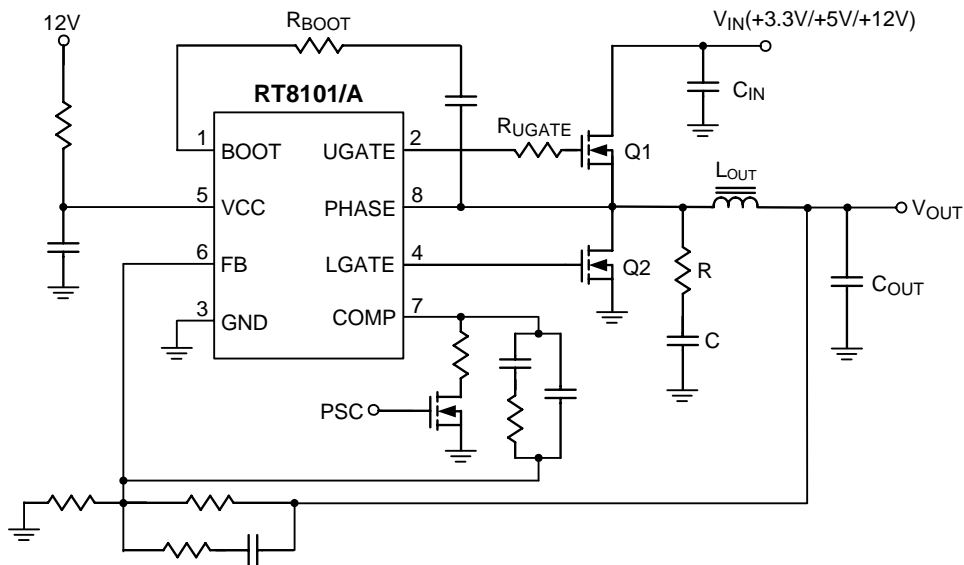 12V
RBOOT
VIN(+3.3V/+5V/+12V)
RT8101/A
CIN
1
BOOT
UGATE
2
RUGATE
Q1
5
VCC
PHASE
8
LOUT
VOUT
6
FB
LGATE
4
Q2
R
COUT
3
GND
COMP
7
C
PSC